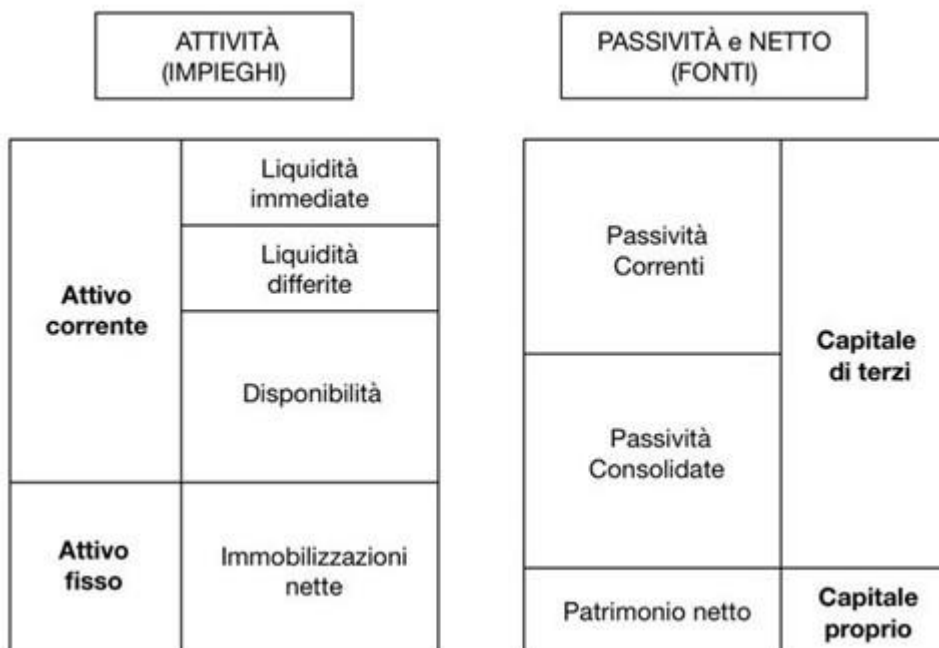 ATTIVITÀ
(IMPIEGHI)
PASSIVITÀ e NETTO
(FONTI)
Attivo
corrente
Liquidità
immediate
Liquidità
differite
Disponibilità
Attivo
fisso
Immobilizzazioni
nette
Passività
Correnti
Passività
Consolidate
Capitale
di terzi
Patrimonio netto
Capitale
proprio